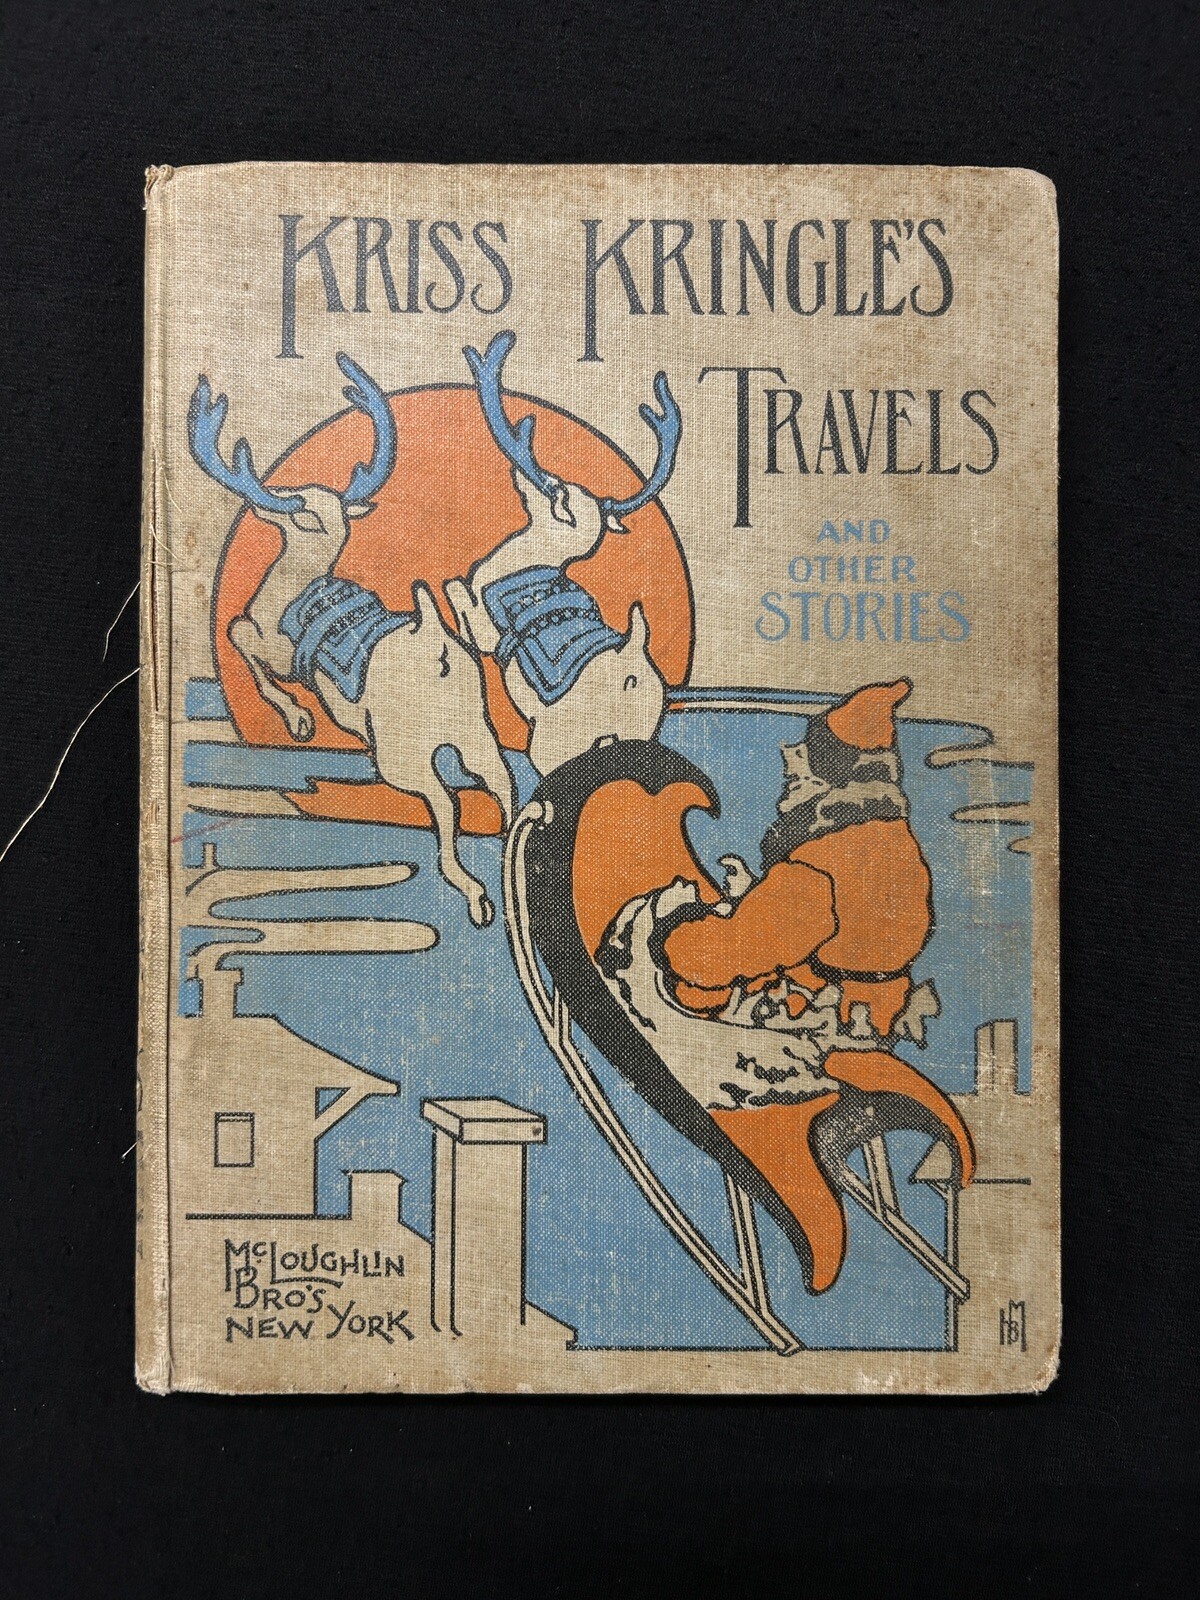 KRISS KRINGLE'S
TRAVELS
AND
OTHER
STORIES
McLOUGHLIN
BRO'S
NEW YORK